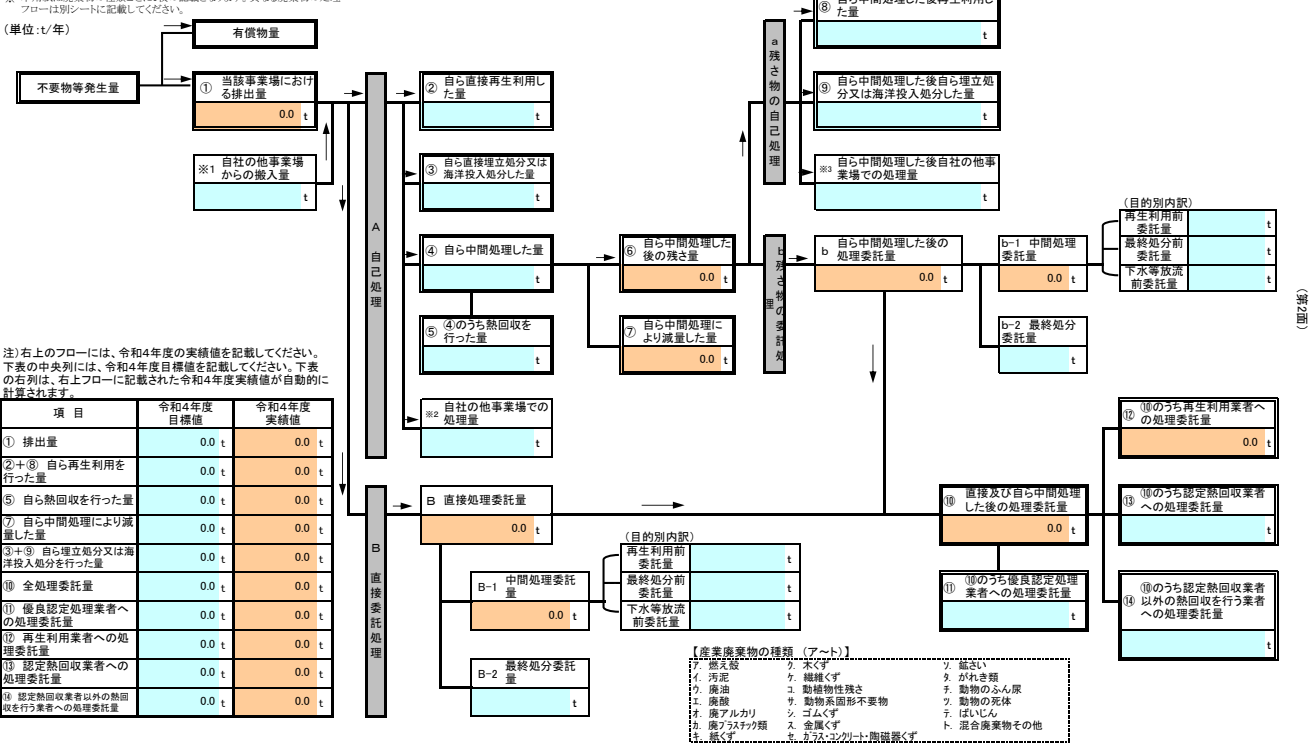 フローは別シートに記載してください。
(単位:t/年)
有償物量
不要物等発生量
① 当該事業場におけ
る排出量
0.0 t
※1 自社の他事業場
からの搬入量
t
A 自己処理
② 自ら直接再生利用し
た量
t
③ 自ら直接埋立処分又は
海洋投入処分した量
t
④ 自ら中間処理した量
t
⑤ ④のうち熱回収を
行った量
t
※2 自社の他事業場での
処理量
t
⑥ 自ら中間処理した
後の残さ量
0.0 t
⑦ 自ら中間処理に
より減量した量
0.0 t
a 残さ物の自己処理
⑧ 自ら中間処理した後再生利用し
た量
t
⑨ 自ら中間処理した後自ら埋立処
分又は海洋投入処分した量
t
※3 自ら中間処理した後自社の他事
業場での処理量
t
b 残さ物の委託処理
b 自ら中間処理した後の
処理委託量
0.0 t
b-1 中間処理
委託量
0.0 t
b-2 最終処分
委託量
t
(目的別内訳)
再生利用前
委託量 t
最終処分前
委託量 t
下水等放流
前委託量 t
(第2面)
注)右上のフローには、令和4年度の実績値を記載してください。
下表の中央列には、令和4年度目標値を記載してください。下表
の右列は、右上フローに記載された令和4年度実績値が自動的に
計算されます。
項 目 令和4年度
目標値 令和4年度
実績値
① 排出量 0.0 t 0.0 t
②+⑧ 自ら再生利用を
行った量 0.0 t 0.0 t
⑤ 自ら熱回収を行った量 0.0 t 0.0 t
⑦ 自ら中間処理により減
量した量 0.0 t 0.0 t
③+⑨ 自ら埋立処分又は海
洋投入処分を行った量 0.0 t 0.0 t
⑩ 全処理委託量 0.0 t 0.0 t
⑪ 優良認定処理業者へ
の処理委託量 0.0 t 0.0 t
⑫ 再生利用業者への処
理委託量 0.0 t 0.0 t
⑬ 認定熱回収業者への
処理委託量 0.0 t 0.0 t
⑭ 認定熱回収業者以外の熱回
収を行う業者への処理委託量 0.0 t 0.0 t
B 直接委託処理
B 直接処理委託量
0.0 t
B-1 中間処理委託
量
0.0 t
B-2 最終処分委託
量
t
(目的別内訳)
再生利用前
委託量 t
最終処分前
委託量 t
下水等放流
前委託量 t
⑩ 直接及び自ら中間処理
した後の処理委託量
0.0 t
⑪ ⑩のうち優良認定処理
業者への処理委託量
t
⑫ ⑩のうち再生利用業者へ
の処理委託量
0.0 t
⑬ ⑩のうち認定熱回収業者
への処理委託量
t
⑭ ⑩のうち認定熱回収業者
以外の熱回収を行う業者
への処理委託量
t
【産業廃棄物の種類 (ア~ト)】
ア. 燃え殻 ク. 木くず ソ. 鉱さい
イ. 汚泥 ケ. 繊維くず タ. がれき類
ウ. 廃油 コ. 動植物性残さ チ. 動物のふん尿
エ. 廃酸 サ. 動物系固形不要物 ツ. 動物の死体
オ. 廃アルカリ シ. ゴムくず テ. ばいじん
カ. 廃プラスチック類 ス. 金属くず ト. 混合廃棄物その他
キ. 紙くず セ. ガラス・コンクリート・陶磁器くず